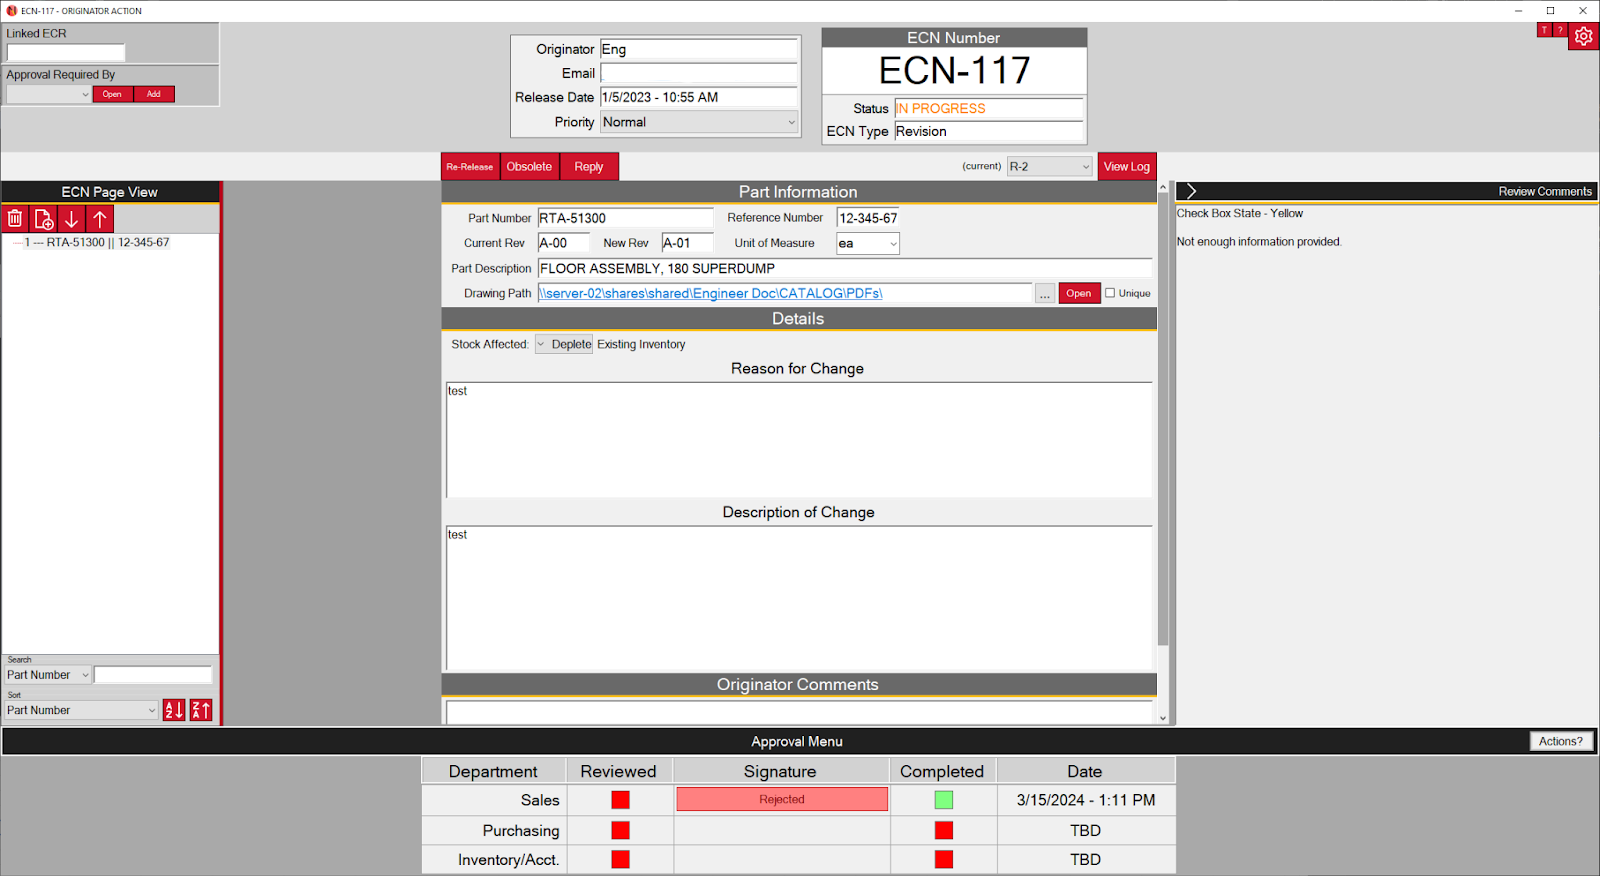 ECN-117 - ORIGINATOR ACTION
Linked ECR
Approval Required By
Open Add
Originator Eng
Email
Release Date 1/5/2023 - 10:55 AM
Priority Normal
ECN Number
ECN-117
Status IN PROGRESS
ECN Type Revision
T ?
Re-Release Obsolete Reply (current) R-2 View Log
ECN Page View
1 --- RTA-51300 || 12-345-67
Search
Part Number
Sort
Part Number
A Z Z A
Part Information
Part Number RTA-51300 Reference Number 12-345-67
Current Rev A-00 New Rev A-01 Unit of Measure ea
Part Description FLOOR ASSEMBLY, 180 SUPERDUMP
Drawing Path \\server-02\shares\shared\Engineer Doc\CATALOG\PDFs\ ... Open Unique
Details
Stock Affected: Deplete Existing Inventory
Reason for Change
test
Description of Change
test
Originator Comments
Review Comments
Check Box State - Yellow
Not enough information provided.
Approval Menu Actions?
Department Reviewed Signature Completed Date
Sales Rejected 3/15/2024 - 1:11 PM
Purchasing TBD
Inventory/Acct. TBD